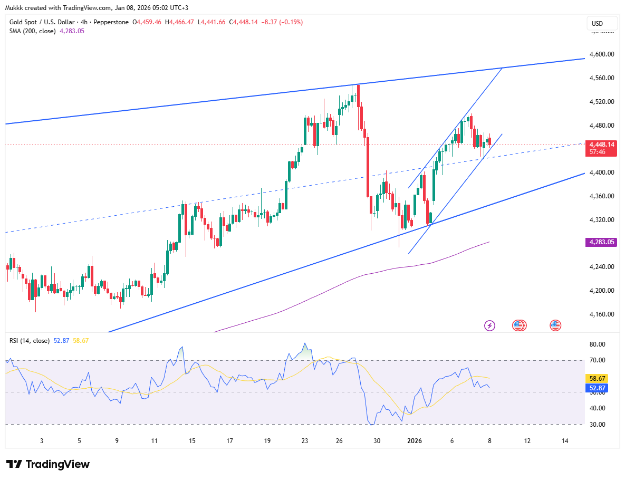 Mukkk created with TradingView.com, Jan 08, 2026 05:02 UTC+3
Gold Spot / U.S. Dollar · 4h · Pepperstone O4,459.46 H4,466.47 L4,441.66 C4,448.14 -8.37 (-0.19%)
SMA (200, close) 4,283.05
USD
4,600.00
4,560.00
4,520.00
4,480.00
4,448.14
57:46
4,400.00
4,360.00
4,320.00
4,283.05
4,240.00
4,200.00
4,160.00
RSI (14, close) 52.87 58.67
80.00
70.00
58.67
52.87
40.00
30.00
3 5 9 11 15 17 19 23 26 30 2026 6 8 12 14
TradingView